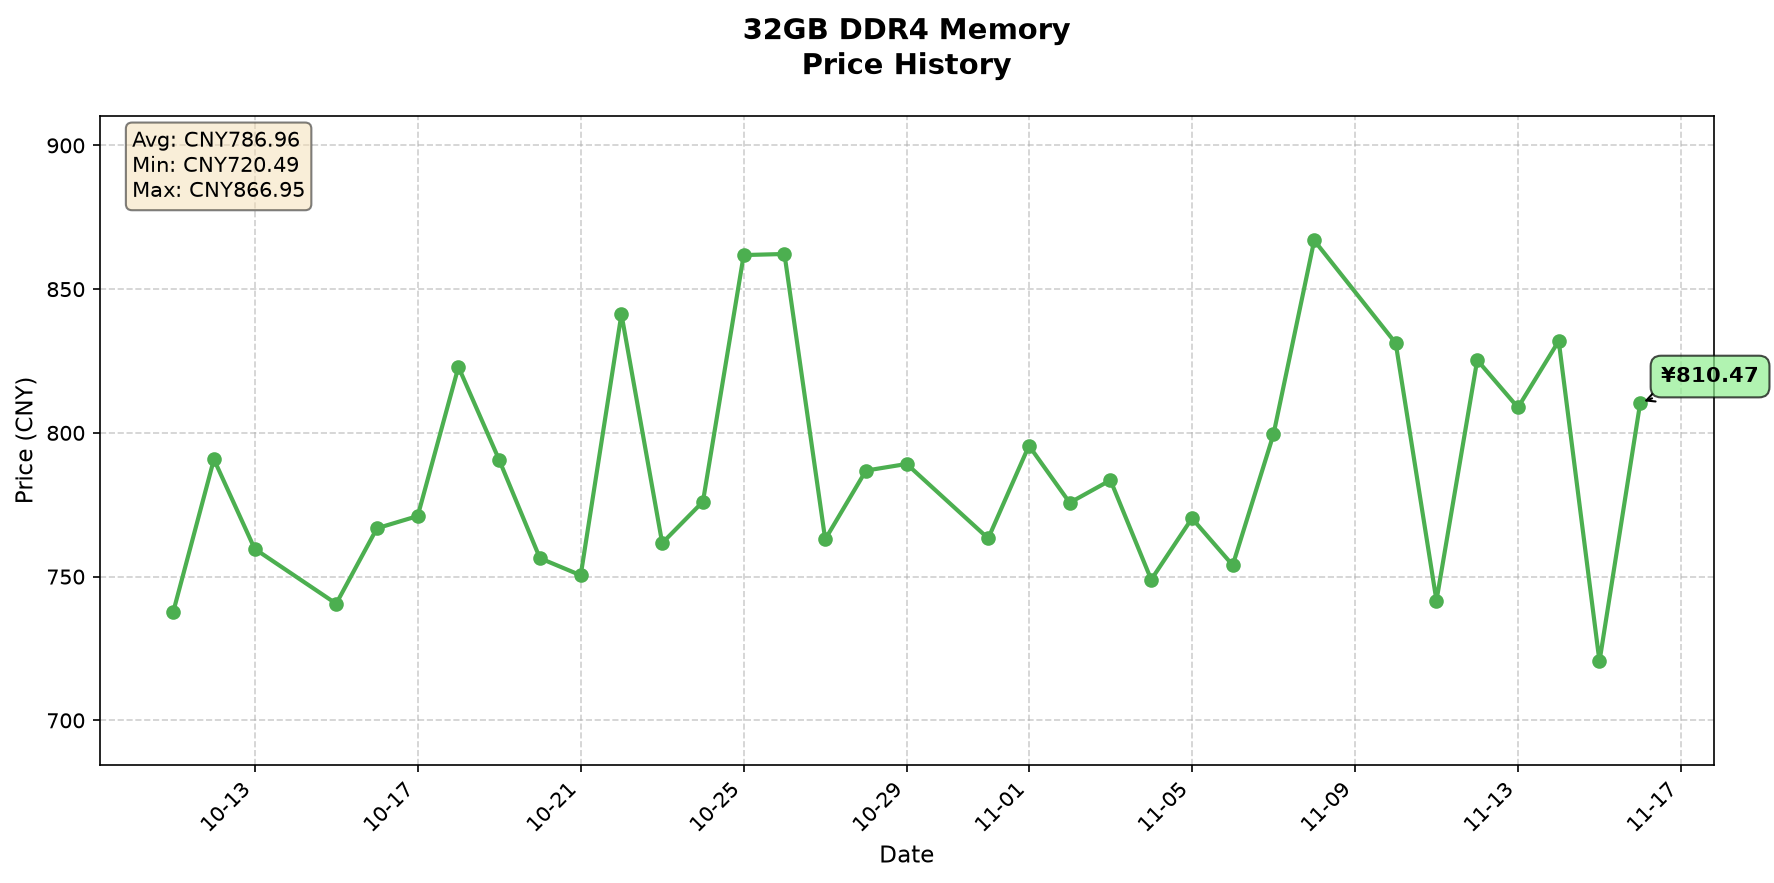 32GB DDR4 Memory
Price History
Avg: CNY786.96
Min: CNY720.49
Max: CNY866.95
900
850
800
750
700
Price (CNY)
¥810.47
10-13
10-17
10-21
10-25
10-29
11-01
11-05
11-09
11-13
11-17
Date